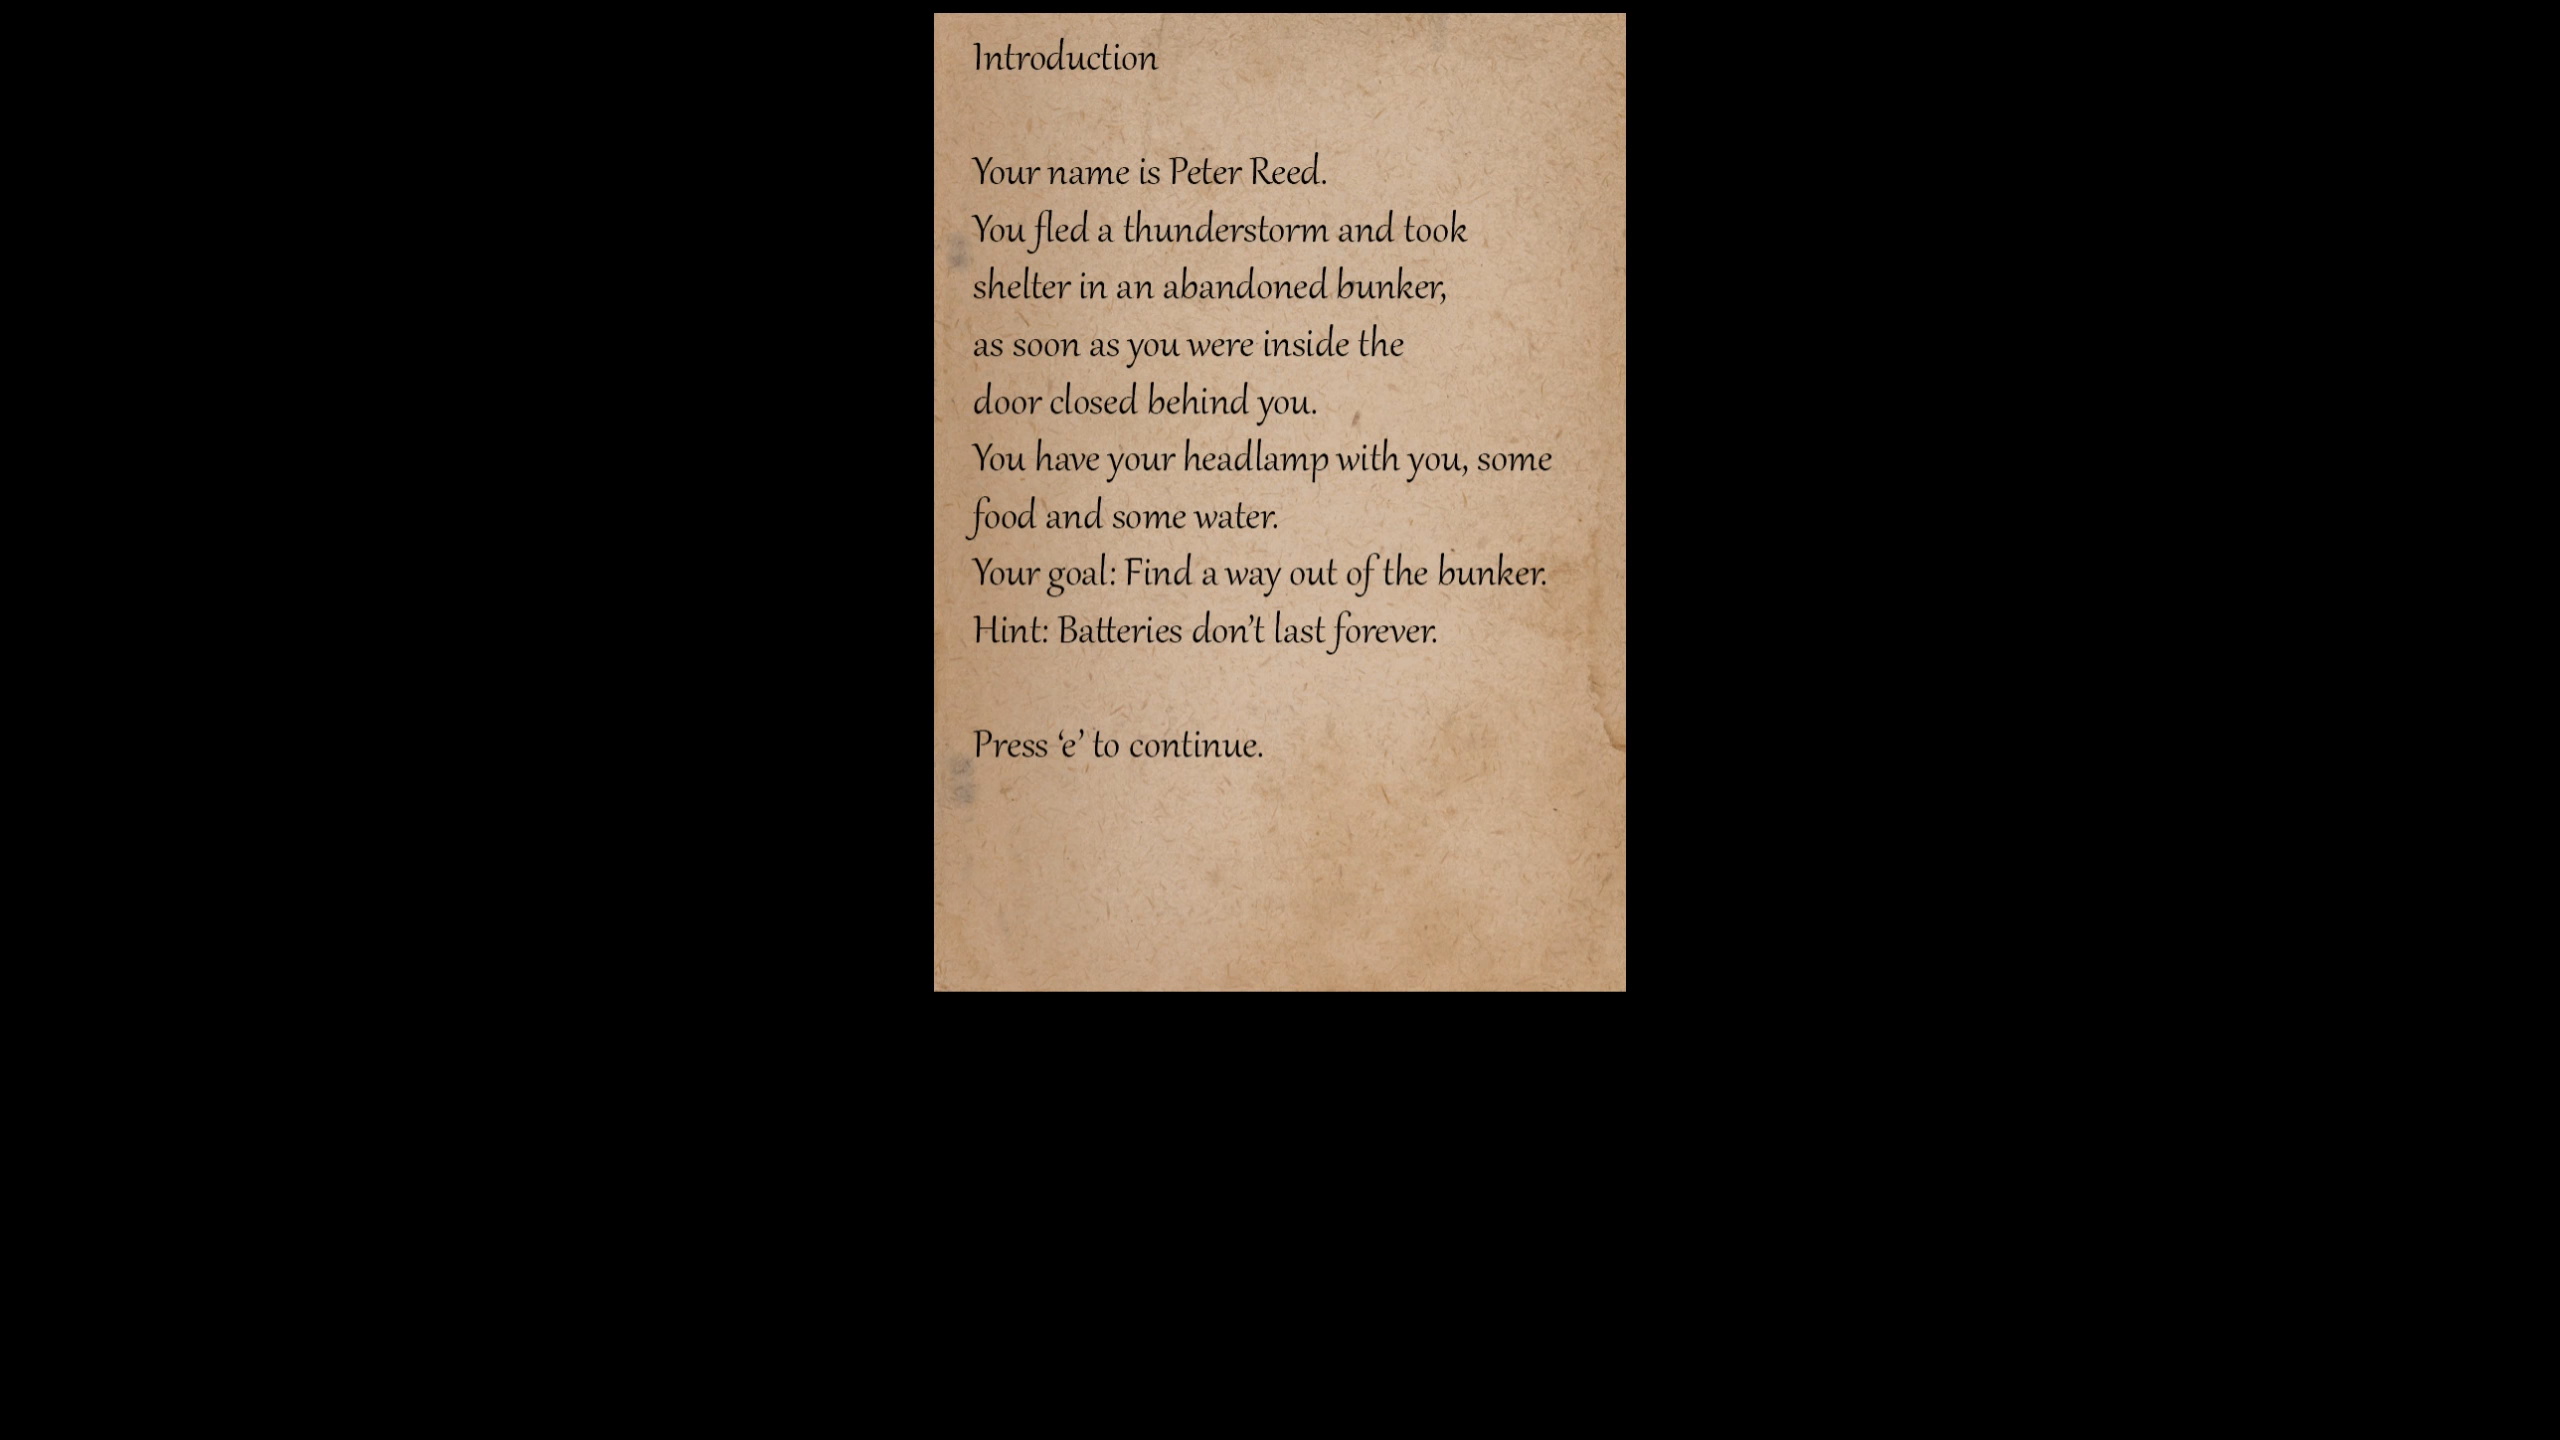 Introduction
Your name is Peter Reed.
You fled a thunderstorm and took
shelter in an abandoned bunker,
as soon as you were inside the
door closed behind you.
You have your headlamp with you, some
food and some water.
Your goal: Find a way out of the bunker.
Hint: Batteries don’t last forever.
Press ‘e’ to continue.